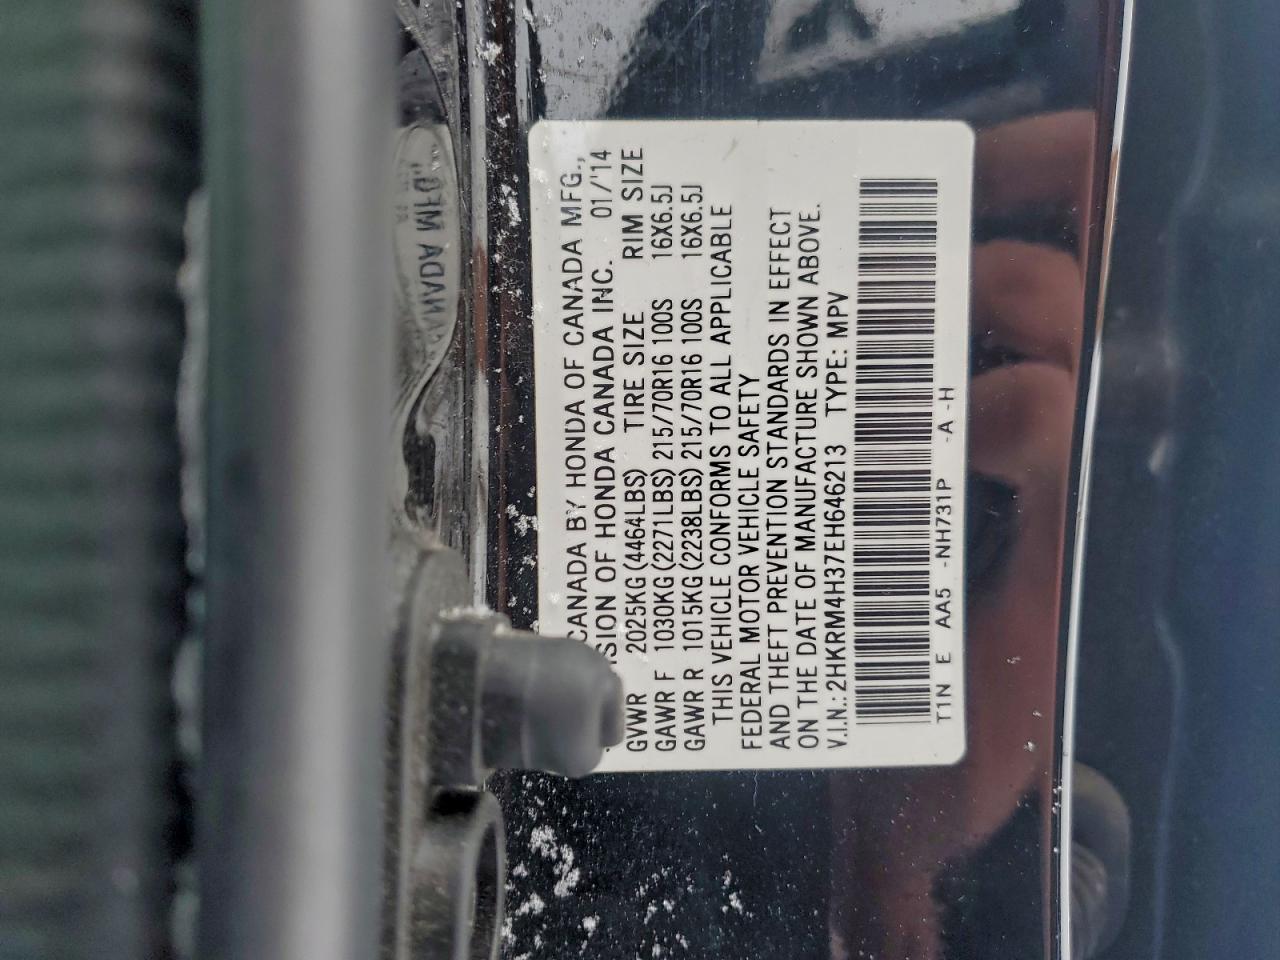 CANADA BY HONDA OF CANADA MFG.,
SION OF HONDA CANADA INC. 01/'14
GVWR 2025KG(4464LBS) TIRE SIZE RIM SIZE
GAWR F 1030KG(2271LBS) 215/70R16 100S 16X6.5J
GAWR R 1015KG(2238LBS) 215/70R16 100S 16X6.5J
THIS VEHICLE CONFORMS TO ALL APPLICABLE
FEDERAL MOTOR VEHICLE SAFETY
AND THEFT PREVENTION STANDARDS IN EFFECT
ON THE DATE OF MANUFACTURE SHOWN ABOVE.
V.I.N.:2HKRM4H37EH646213 TYPE: MPV
T1N E AA5 -NH731P -A -H